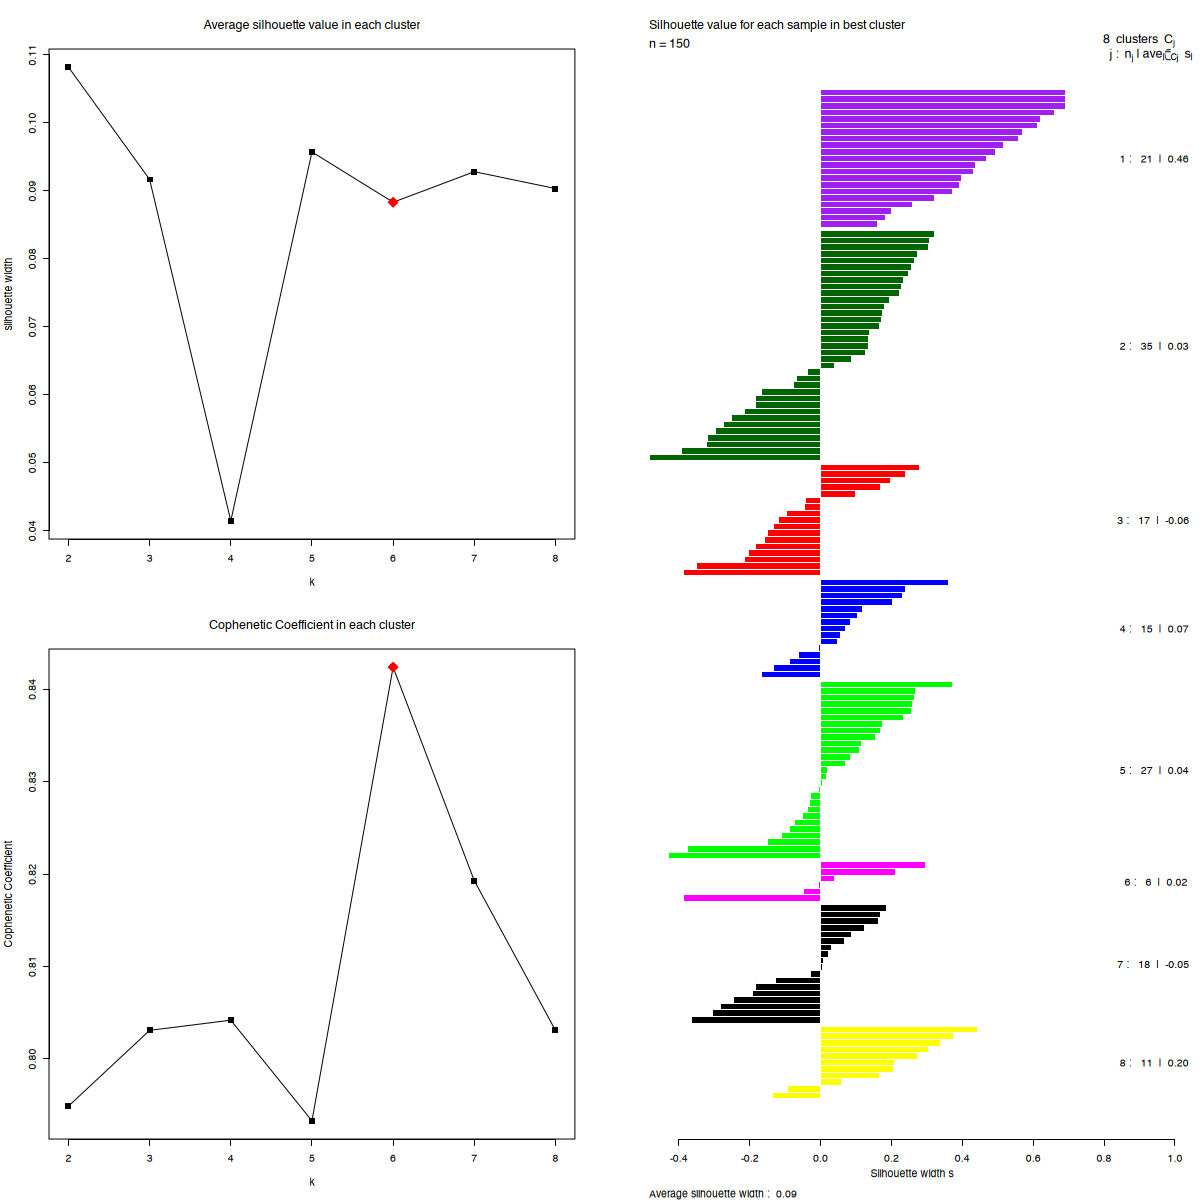 Average silhouette value in each cluster
0.11
0.10
0.09
0.08
0.07
0.06
0.05
0.04
silhouette width
2 3 4 5 6 7 8
k
Cophenetic Coefficient in each cluster
0.84
0.83
0.82
0.81
0.80
Cophenetic Coefficient
2 3 4 5 6 7 8
k
Silhouette value for each sample in best cluster
n = 150
8 clusters Cj
j : nj | avei∈Cj si
1 : 21 | 0.46
2 : 35 | 0.03
3 : 17 | -0.06
4 : 15 | 0.07
5 : 27 | 0.04
6 : 6 | 0.02
7 : 18 | -0.05
8 : 11 | 0.20
-0.4 -0.2 0.0 0.2 0.4 0.6 0.8 1.0
Silhouette width s
Average silhouette width : 0.09